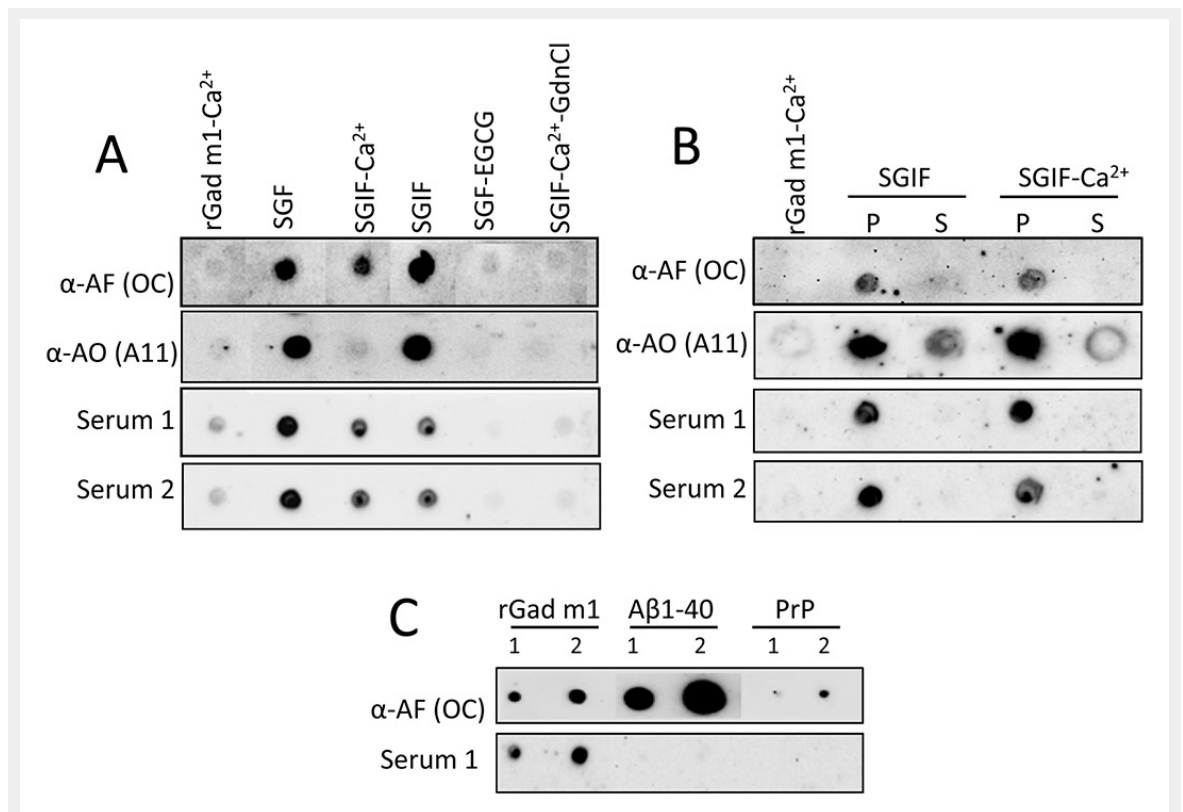 A
rGad m1-Ca²⁺
SGF
SGIF-Ca²⁺
SGIF
SGF-EGCG
SGIF-Ca²⁺-GdnCl
α-AF (OC)
α-AO (A11)
Serum 1
Serum 2
B
rGad m1-Ca²⁺
SGIF SGIF-Ca²⁺
P S P S
α-AF (OC)
α-AO (A11)
Serum 1
Serum 2
C
rGad m1 Aβ1-40 PrP
1 2 1 2 1 2
α-AF (OC)
Serum 1